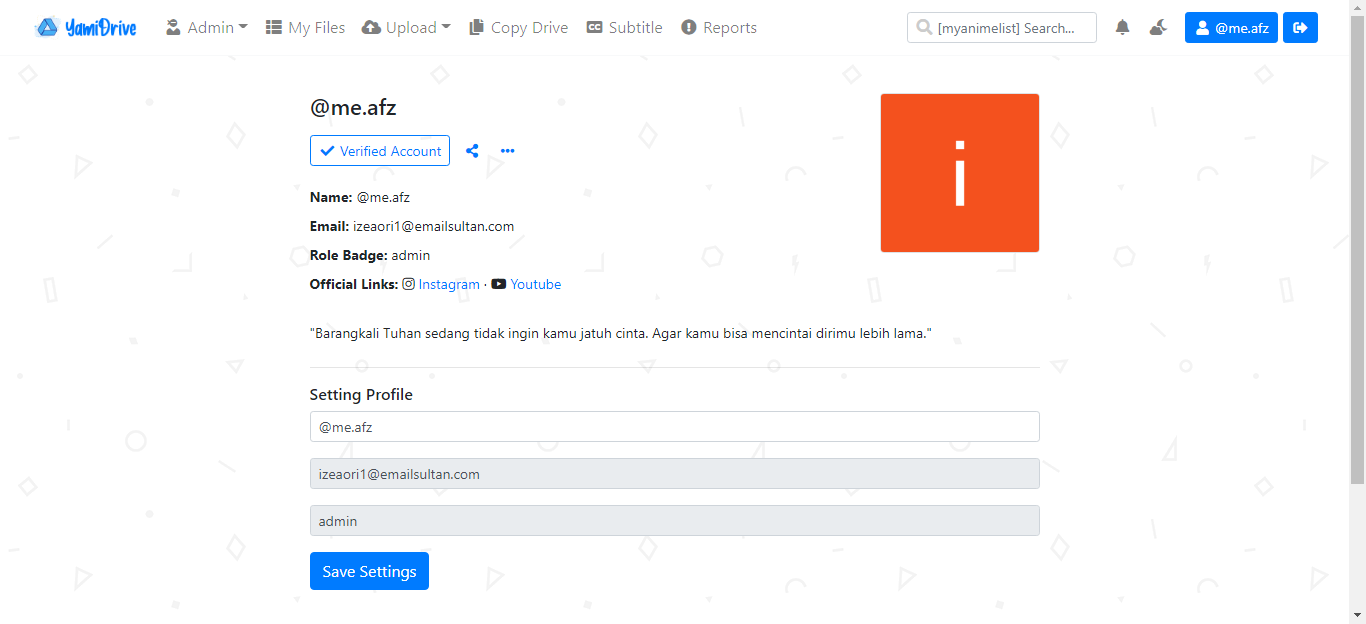 YamiDrive Admin My Files Upload Copy Drive Subtitle Reports [myanimelist] Search... @me.afz
@me.afz
i
Verified Account
Name: @me.afz
Email: izeaori1@emailsultan.com
Role Badge: admin
Official Links: Instagram · Youtube
"Barangkali Tuhan sedang tidak ingin kamu jatuh cinta. Agar kamu bisa mencintai dirimu lebih lama."
Setting Profile
@me.afz
izeaori1@emailsultan.com
admin
Save Settings